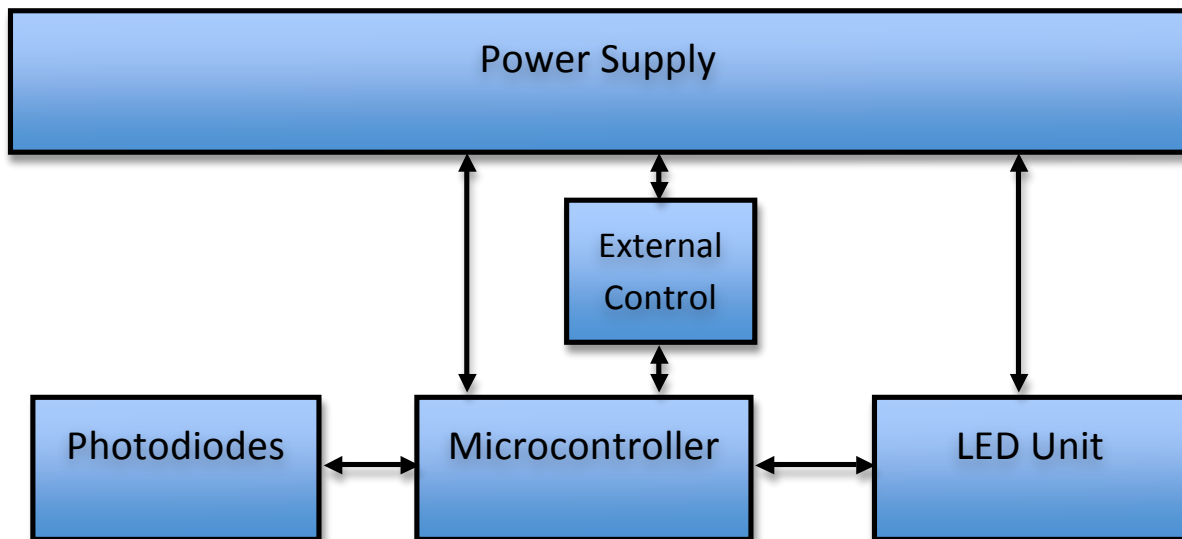 Power Supply
External
Control
Photodiodes
Microcontroller
LED Unit